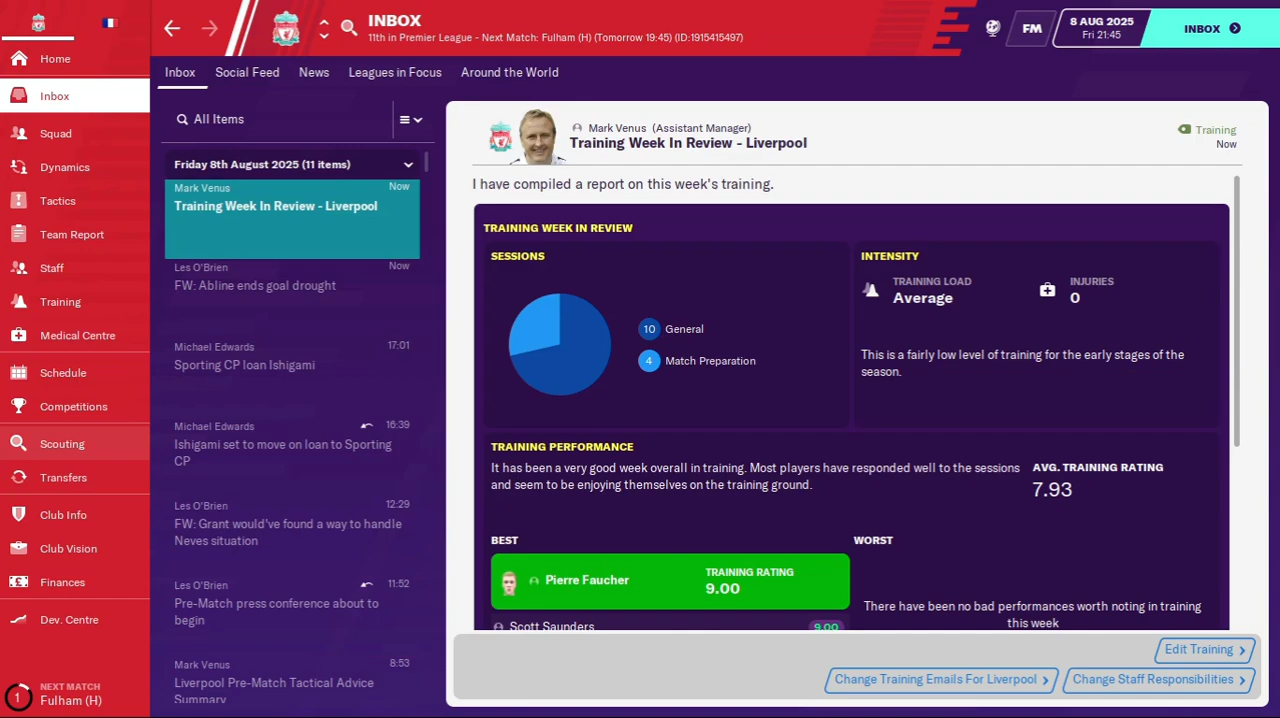 INBOX
11th in Premier League - Next Match: Fulham (H) (Tomorrow 19:45) (ID:1915415497)
FM
8 AUG 2025
Fri 21:45
INBOX
Home
Inbox
Squad
Dynamics
Tactics
Team Report
Staff
Training
Medical Centre
Schedule
Competitions
Scouting
Transfers
Club Info
Club Vision
Finances
Dev. Centre
1
NEXT MATCH
Fulham (H)
Inbox
Social Feed
News
Leagues in Focus
Around the World
All Items
Friday 8th August 2025 (11 items)
Mark Venus
Now
Training Week In Review - Liverpool
Les O'Brien
Now
FW: Abline ends goal drought
Michael Edwards
17:01
Sporting CP loan Ishigami
Michael Edwards
16:39
Ishigami set to move on loan to Sporting
CP
Les O'Brien
12:29
FW: Grant would've found a way to handle
Neves situation
Les O'Brien
11:52
Pre-Match press conference about to
begin
Mark Venus
8:53
Liverpool Pre-Match Tactical Advice
Summary
Mark Venus (Assistant Manager)
Training Week In Review - Liverpool
Training
Now
I have compiled a report on this week's training.
TRAINING WEEK IN REVIEW
SESSIONS
10 General
4 Match Preparation
INTENSITY
TRAINING LOAD
Average
INJURIES
0
This is a fairly low level of training for the early stages of the
season.
TRAINING PERFORMANCE
It has been a very good week overall in training. Most players have responded well to the sessions
and seem to be enjoying themselves on the training ground.
AVG. TRAINING RATING
7.93
BEST
Pierre Faucher
TRAINING RATING
9.00
Scott Saunders
9.00
WORST
There have been no bad performances worth noting in training
this week
Edit Training
Change Training Emails For Liverpool
Change Staff Responsibilities